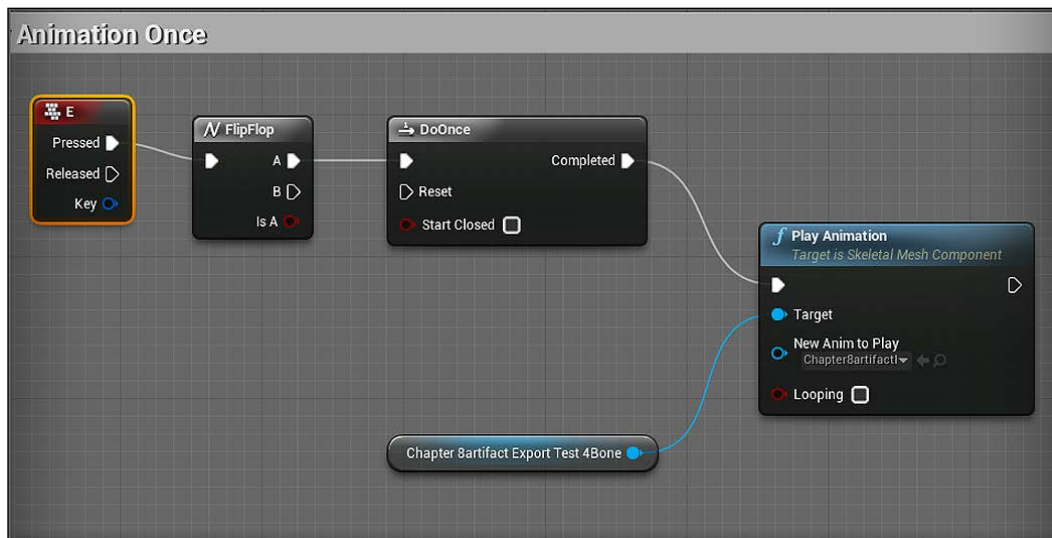 Animation Once
E
Pressed
Released
Key
FlipFlop
A
B
Is A
DoOnce
Completed
Reset
Start Closed
Play Animation
Target is Skeletal Mesh Component
Target
New Anim to Play
Chapter8artifactI
Looping
Chapter 8artifact Export Test 4Bone